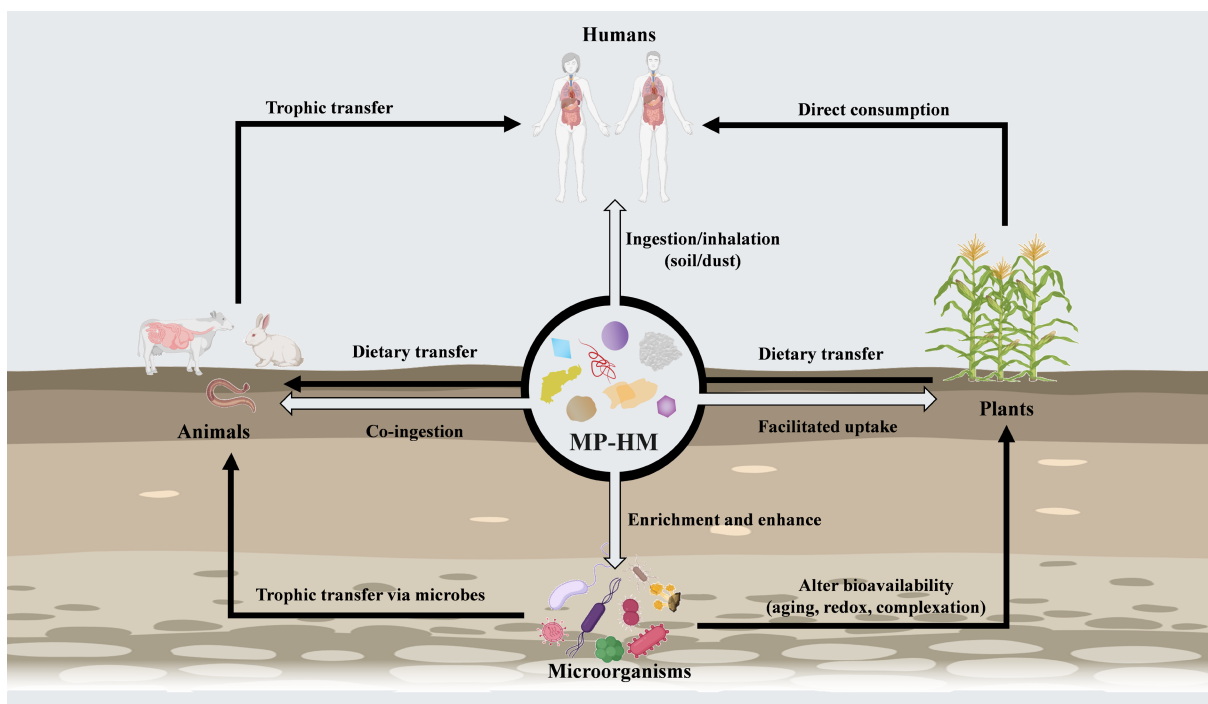 Humans
Trophic transfer
Direct consumption
Ingestion/inhalation
(soil/dust)
Dietary transfer
Dietary transfer
Animals
Co-ingestion
MP-HM
Facilitated uptake
Plants
Enrichment and enhance
Trophic transfer via microbes
Alter bioavailability
(aging, redox, complexation)
Microorganisms